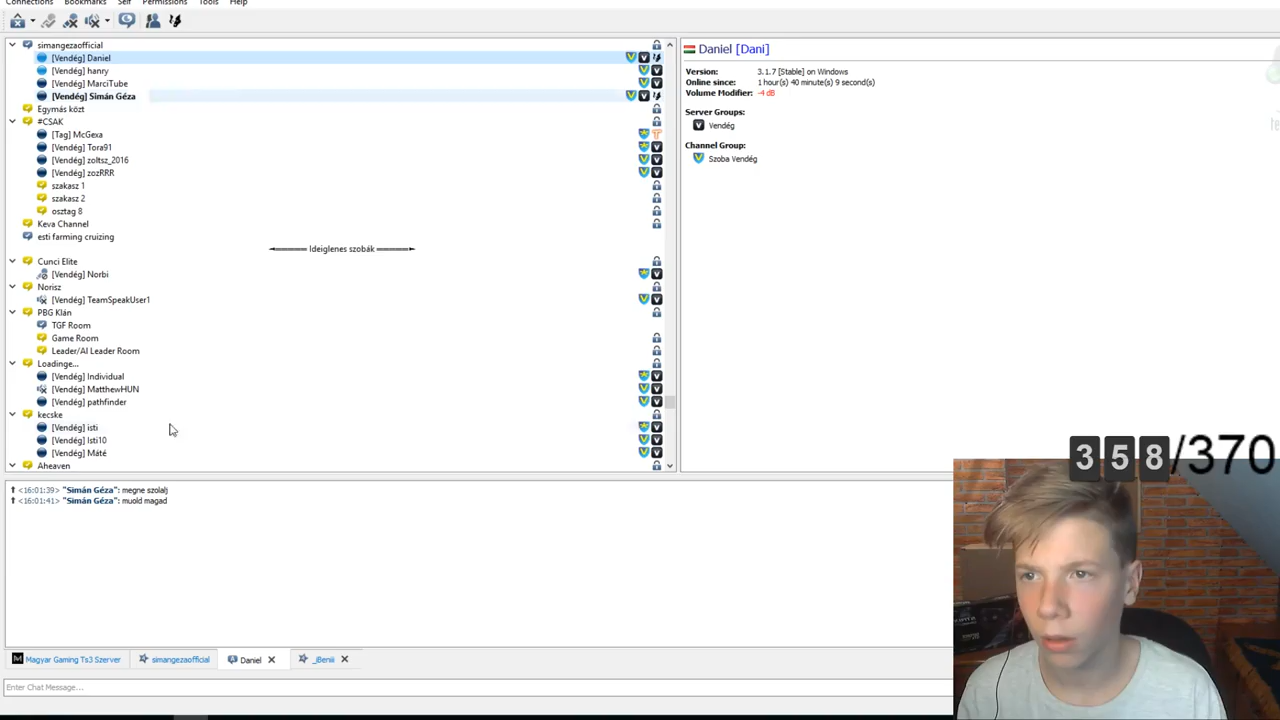 Connections Bookmarks Self Permissions Tools Help
simangezaofficial
[Vendég] Daniel
[Vendég] hanry
[Vendég] MarciTube
[Vendég] Simán Géza
Egymás közt
#CSAK
[Tag] McGexa
[Vendég] Tora91
[Vendég] zoltsz_2016
[Vendég] zozRRR
szakasz 1
szakasz 2
osztag 8
Keva Channel
esti farming cruizing
Ideiglenes szobák
Cunci Elite
[Vendég] Norbi
Norisz
[Vendég] TeamSpeakUser1
PBG Klán
TGF Room
Game Room
Leader/Al Leader Room
Loadinge...
[Vendég] Individual
[Vendég] MatthewHUN
[Vendég] pathfinder
kecske
[Vendég] isti
[Vendég] Isti10
[Vendég] Máté
Aheaven
Daniel [Dani]
Version: 3.1.7 [Stable] on Windows
Online since: 1 hour(s) 40 minute(s) 9 second(s)
Volume Modifier: -4 dB
Server Groups:
Vendég
Channel Group:
Szoba Vendég
358/370
<16:01:39> "Simán Géza": megne szolalj
<16:01:41> "Simán Géza": muold magad
Magyar Gaming Ts3 Szerver simangezaofficial Daniel _iBeniii
Enter Chat Message...